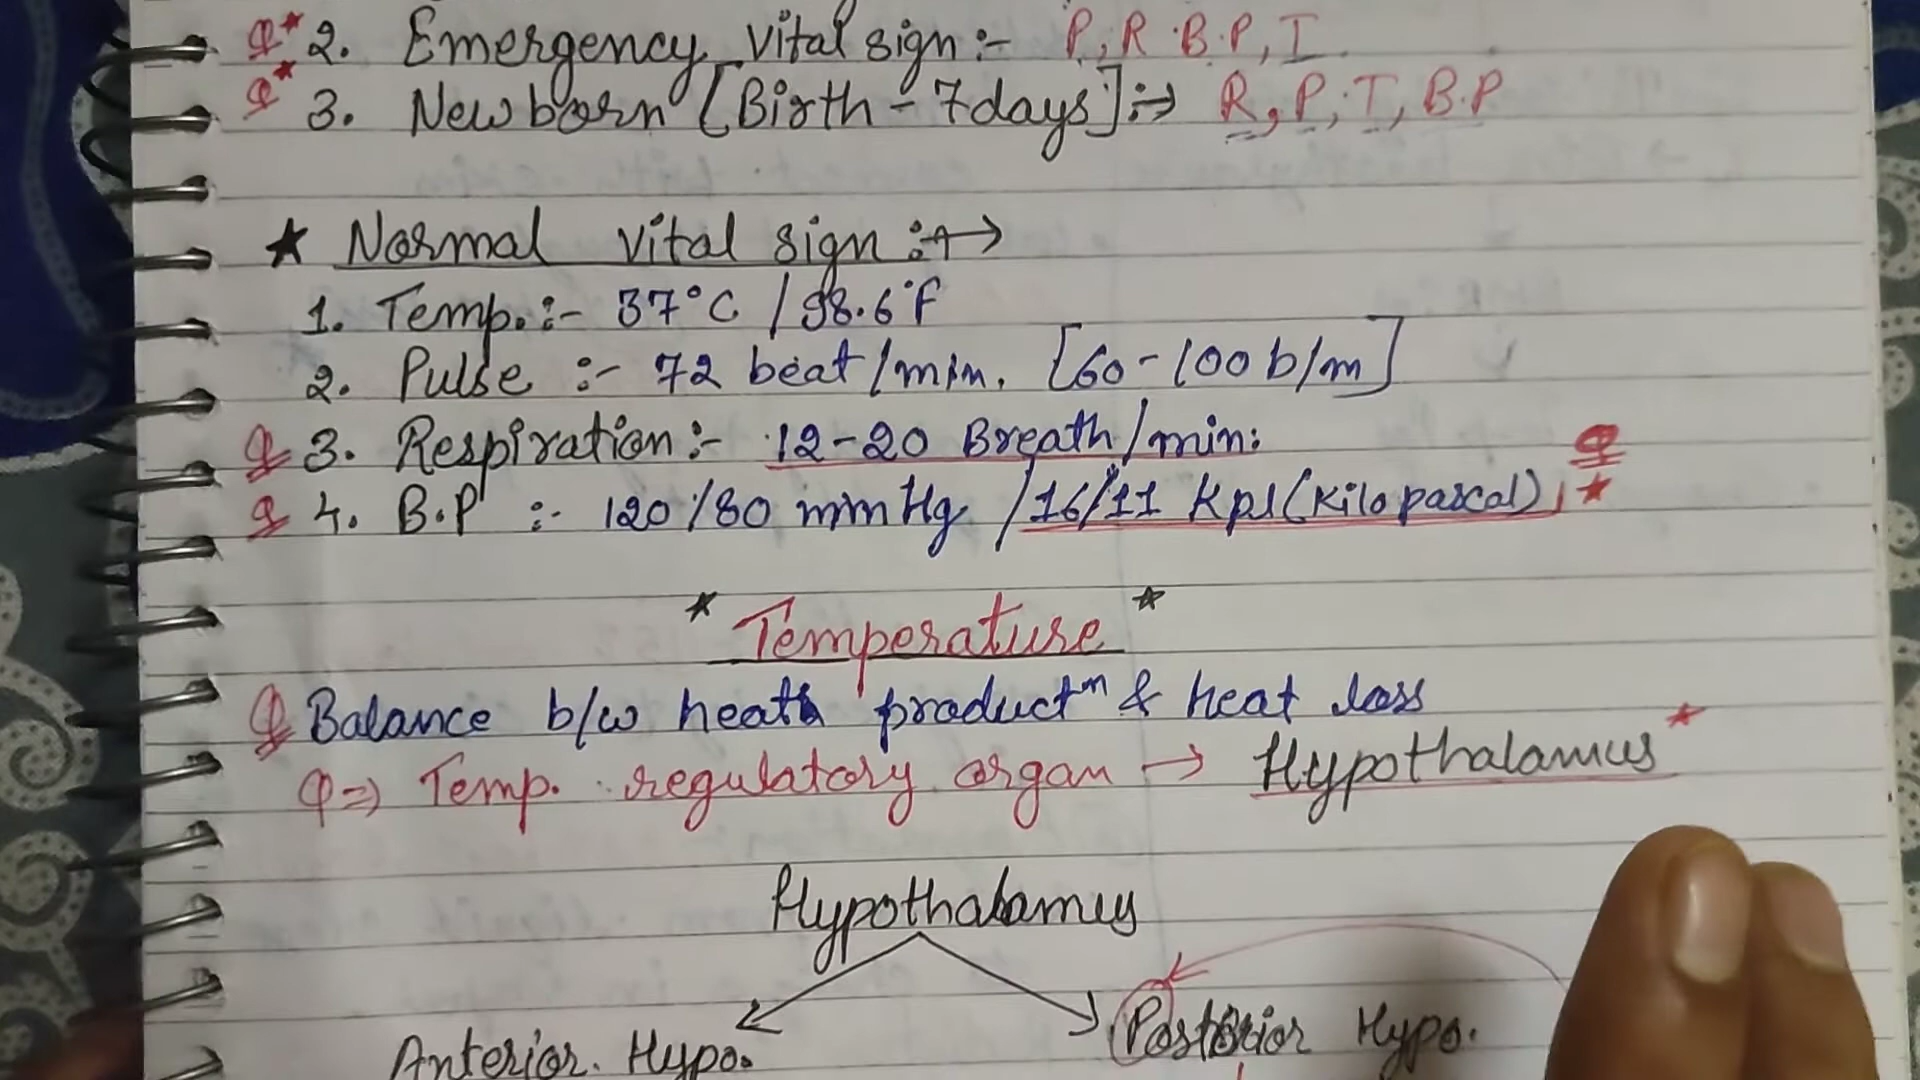 Q* 2. Emergency vital sign :- P, R B.P, T
Q* 3. New born [Birth - 7days] :→ R, P, T, B.P
★ Normal vital sign :→
1. Temp. :- 37°C / 98.6°F
2. Pulse :- 72 beat/min. [60-100 b/m]
Q 3. Respiration :- 12-20 Breath/min: Q
Q 4. B.P :- 120/80 mmHg / 16/11 Kpl (Kilo pascal) ★
* Temperature *
Q Balance b/w heat productⁿ & heat loss
Q⇒ Temp. regulatory organ → Hypothalamus *
Hypothalamus
Anterior. Hypo. Posterior Hypo.